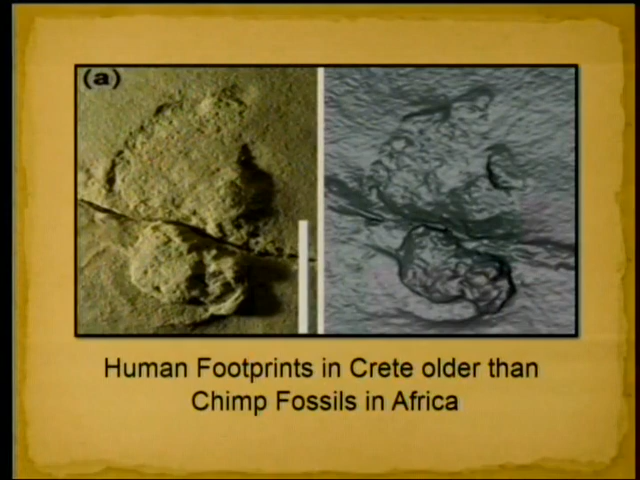 (a)
Human Footprints in Crete older than
Chimp Fossils in Africa